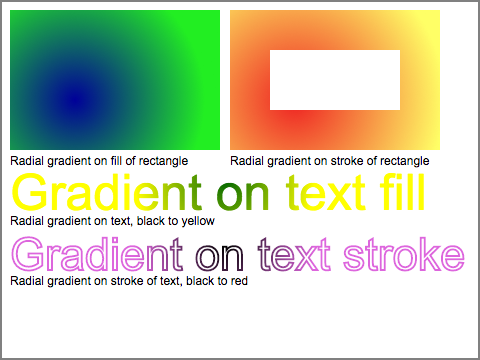 Radial gradient on fill of rectangle
Radial gradient on stroke of rectangle
Gradient on text fill
Radial gradient on text, black to yellow
Gradient on text stroke
Radial gradient on stroke of text, black to red